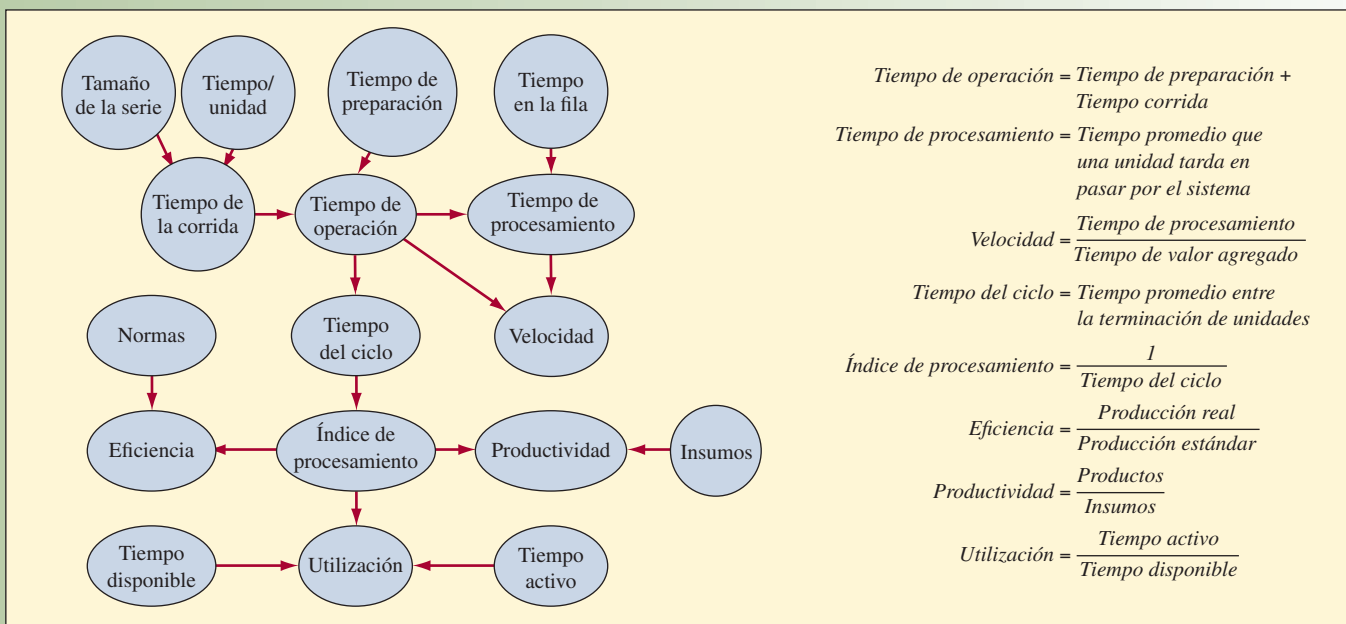 Tamaño
de la serie
Tiempo/
unidad
Tiempo de
preparación
Tiempo
en la fila
Tiempo de
la corrida
Tiempo de
operación
Tiempo de
procesamiento
Normas
Tiempo
del ciclo
Velocidad
Eficiencia
Índice de
procesamiento
Productividad
Insumos
Tiempo
disponible
Utilización
Tiempo
activo
Tiempo de operación = Tiempo de preparación +
Tiempo corrida
Tiempo de procesamiento = Tiempo promedio que
una unidad tarda en
pasar por el sistema
Velocidad = Tiempo de procesamiento
Tiempo de valor agregado
Tiempo del ciclo = Tiempo promedio entre
la terminación de unidades
Índice de procesamiento = 1
Tiempo del ciclo
Eficiencia = Producción real
Producción estándar
Productividad = Productos
Insumos
Utilización = Tiempo activo
Tiempo disponible